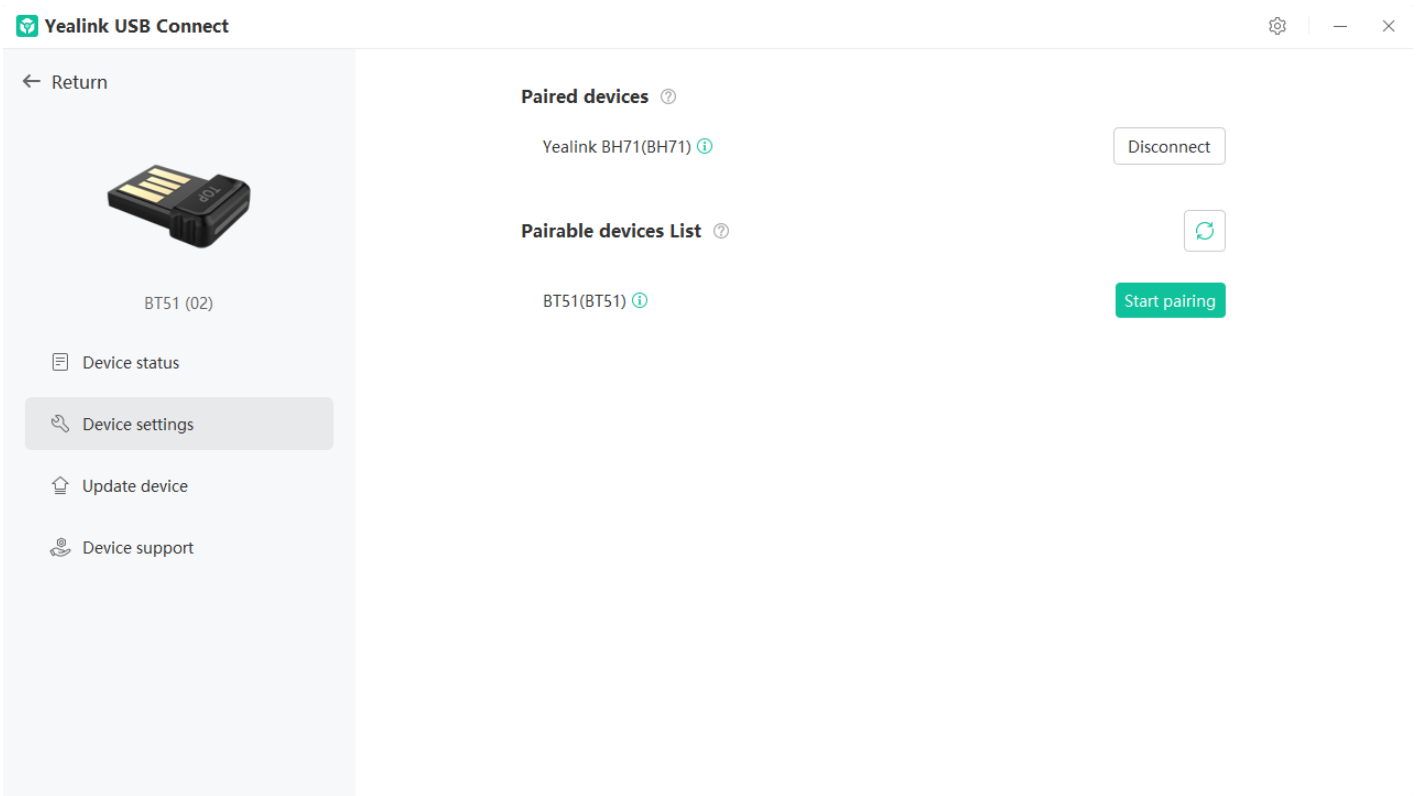 Yealink USB Connect
Return
TOP
BT51 (02)
Device status
Device settings
Update device
Device support
Paired devices
Yealink BH71(BH71)
Disconnect
Pairable devices List
BT51(BT51)
Start pairing